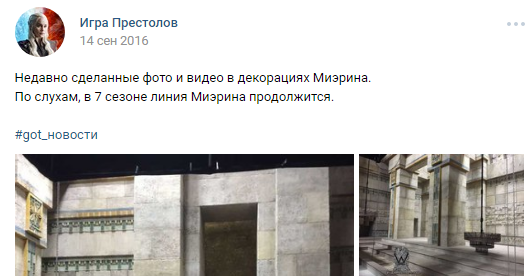 Игра Престолов
14 сен 2016
Недавно сделанные фото и видео в декорациях Миэрина.
По слухам, в 7 сезоне линия Миэрина продолжится.
#got_новости